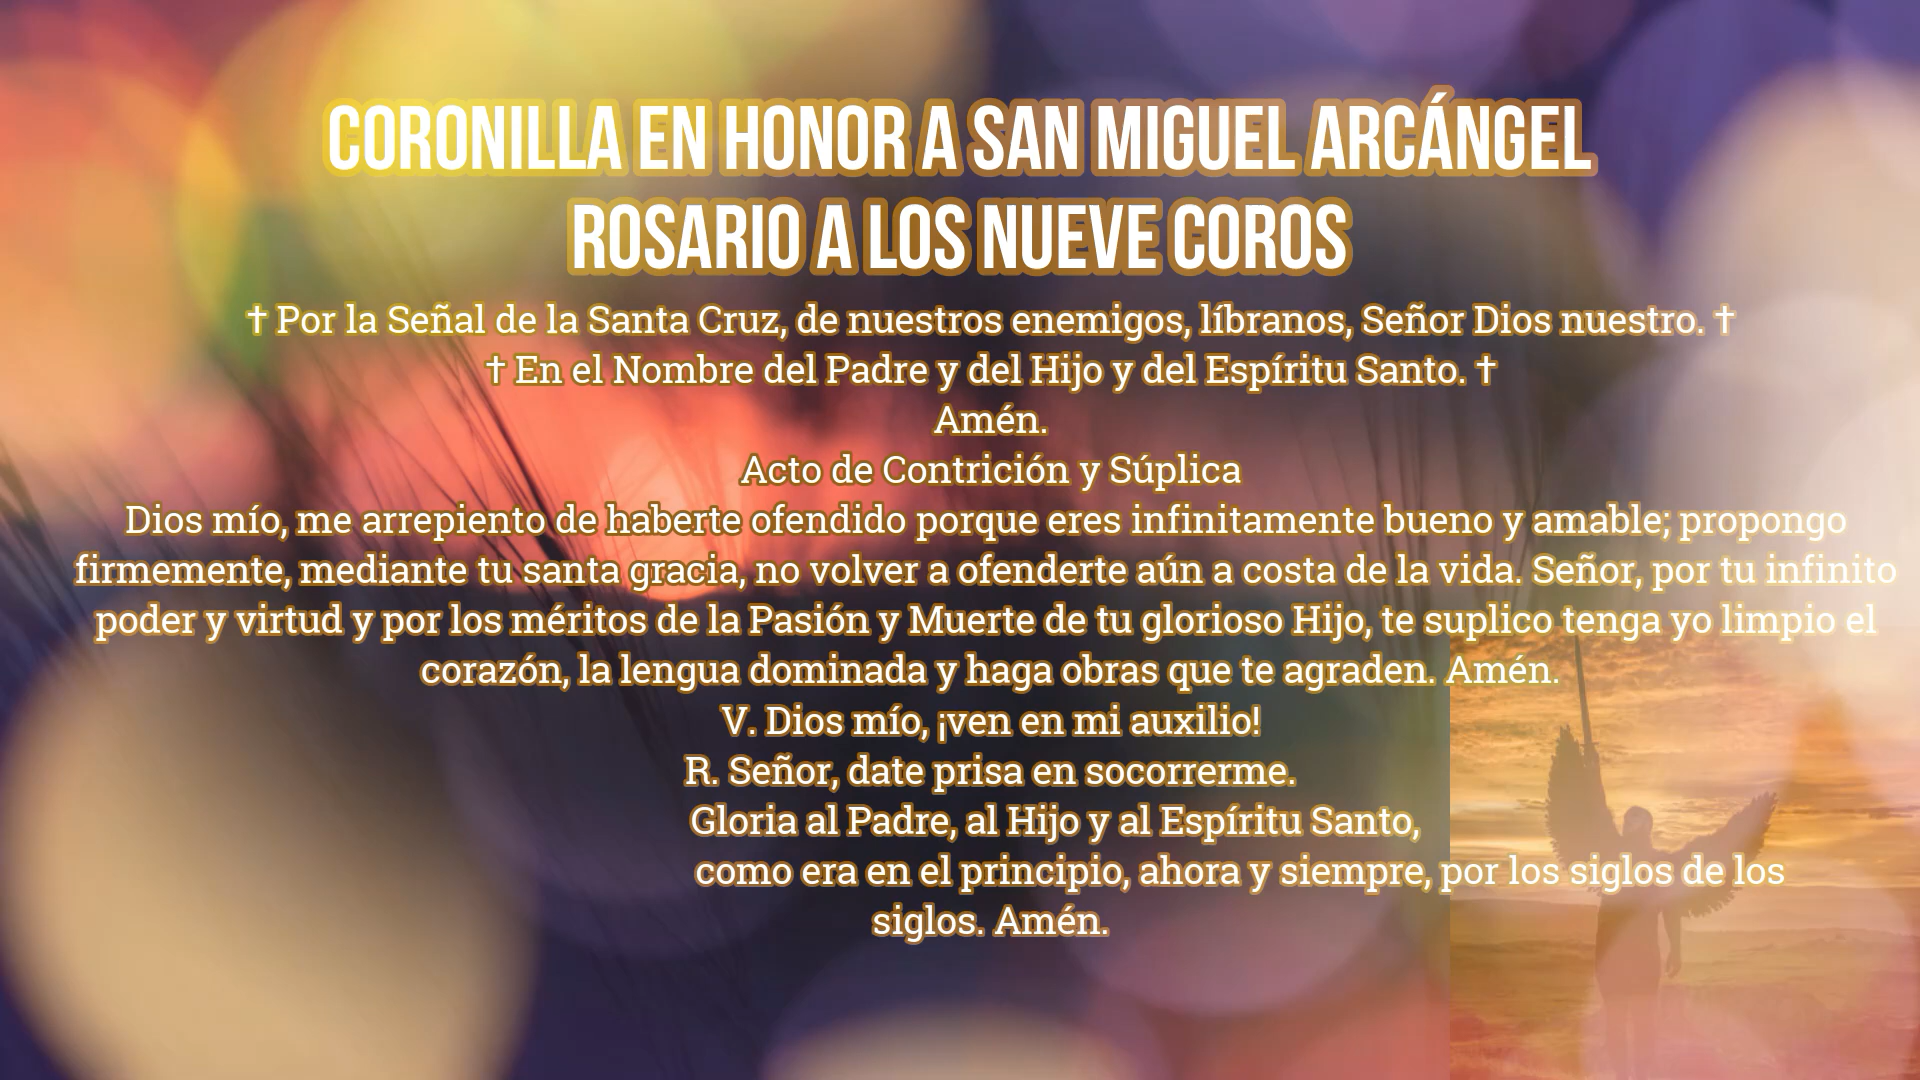 CORONILLA EN HONOR A SAN MIGUEL ARCÁNGEL
ROSARIO A LOS NUEVE COROS
† Por la Señal de la Santa Cruz, de nuestros enemigos, líbranos, Señor Dios nuestro. †
† En el Nombre del Padre y del Hijo y del Espíritu Santo. †
Amén.
Acto de Contrición y Súplica
Dios mío, me arrepiento de haberte ofendido porque eres infinitamente bueno y amable; propongo
firmemente, mediante tu santa gracia, no volver a ofenderte aún a costa de la vida. Señor, por tu infinito
poder y virtud y por los méritos de la Pasión y Muerte de tu glorioso Hijo, te suplico tenga yo limpio el
corazón, la lengua dominada y haga obras que te agraden. Amén.
V. Dios mío, ¡ven en mi auxilio!
R. Señor, date prisa en socorrerme.
Gloria al Padre, al Hijo y al Espíritu Santo,
como era en el principio, ahora y siempre, por los siglos de los
siglos. Amén.